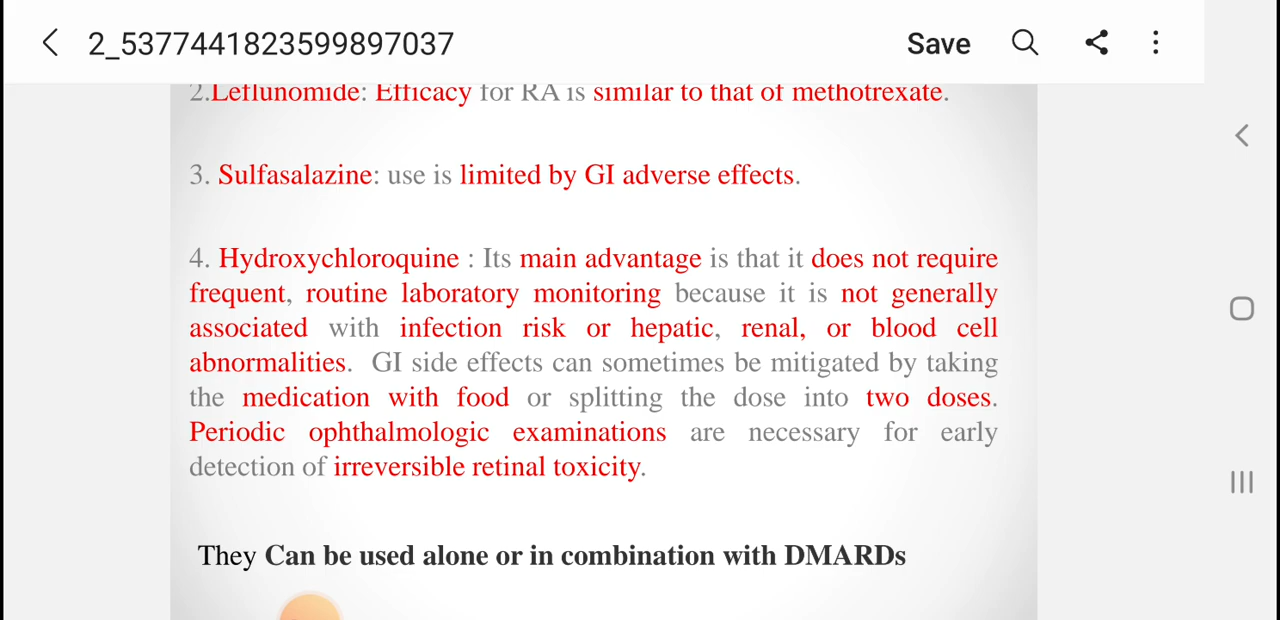 2_5377441823599897037
Save
2.Leflunomide: Efficacy for RA is similar to that of methotrexate.
3. Sulfasalazine: use is limited by GI adverse effects.
4. Hydroxychloroquine : Its main advantage is that it does not require
frequent, routine laboratory monitoring because it is not generally
associated with infection risk or hepatic, renal, or blood cell
abnormalities. GI side effects can sometimes be mitigated by taking
the medication with food or splitting the dose into two doses.
Periodic ophthalmologic examinations are necessary for early
detection of irreversible retinal toxicity.
They Can be used alone or in combination with DMARDs